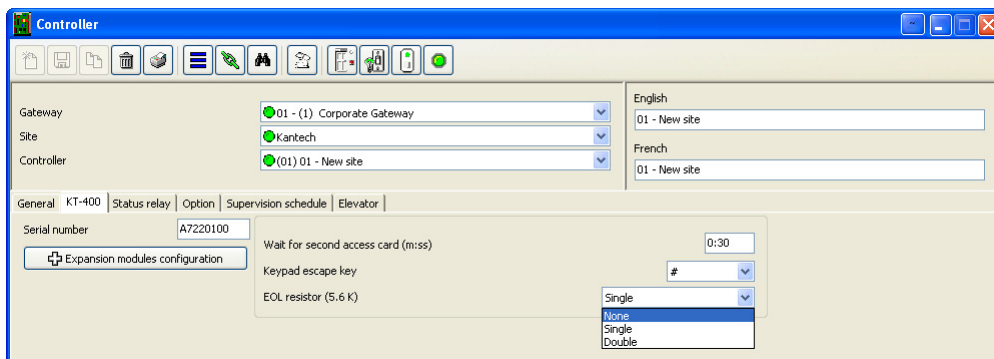 Controller
English
Gateway 01 - (1) Corporate Gateway 01 - New site
Site Kantech
French
Controller (01) 01 - New site 01 - New site
General KT-400 Status relay Option Supervision schedule Elevator
Serial number A7220100
Wait for second access card (m:ss) 0:30
Expansion modules configuration
Keypad escape key #
EOL resistor (5.6 K) Single
None
Single
Double